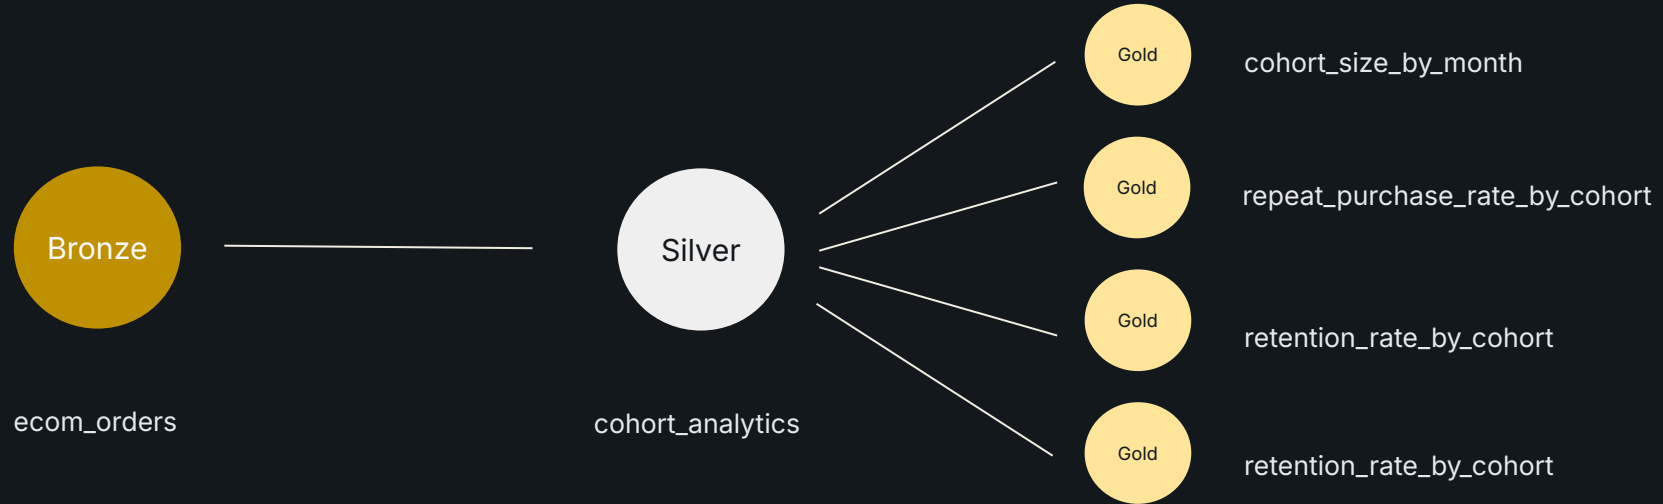 Gold
cohort_size_by_month
Gold
repeat_purchase_rate_by_cohort
Bronze
Silver
Gold
retention_rate_by_cohort
ecom_orders
cohort_analytics
Gold
retention_rate_by_cohort